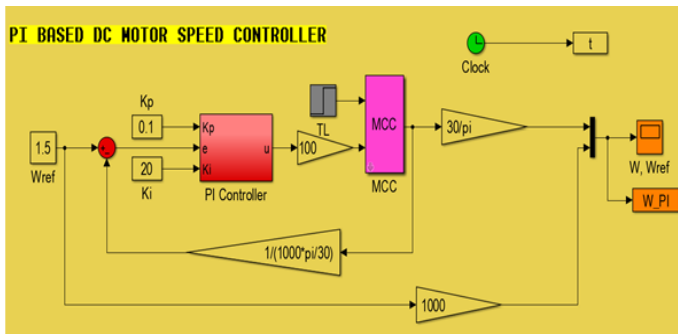 PI BASED DC MOTOR SPEED CONTROLLER
Clock
t
Kp
0.1
1.5
Wref
20
Ki
+-
Kp
e
Ki
u
PI Controller
100
TL
MCC
MCC
30/pi
W, Wref
W_PI
1/(1000*pi/30)
1000